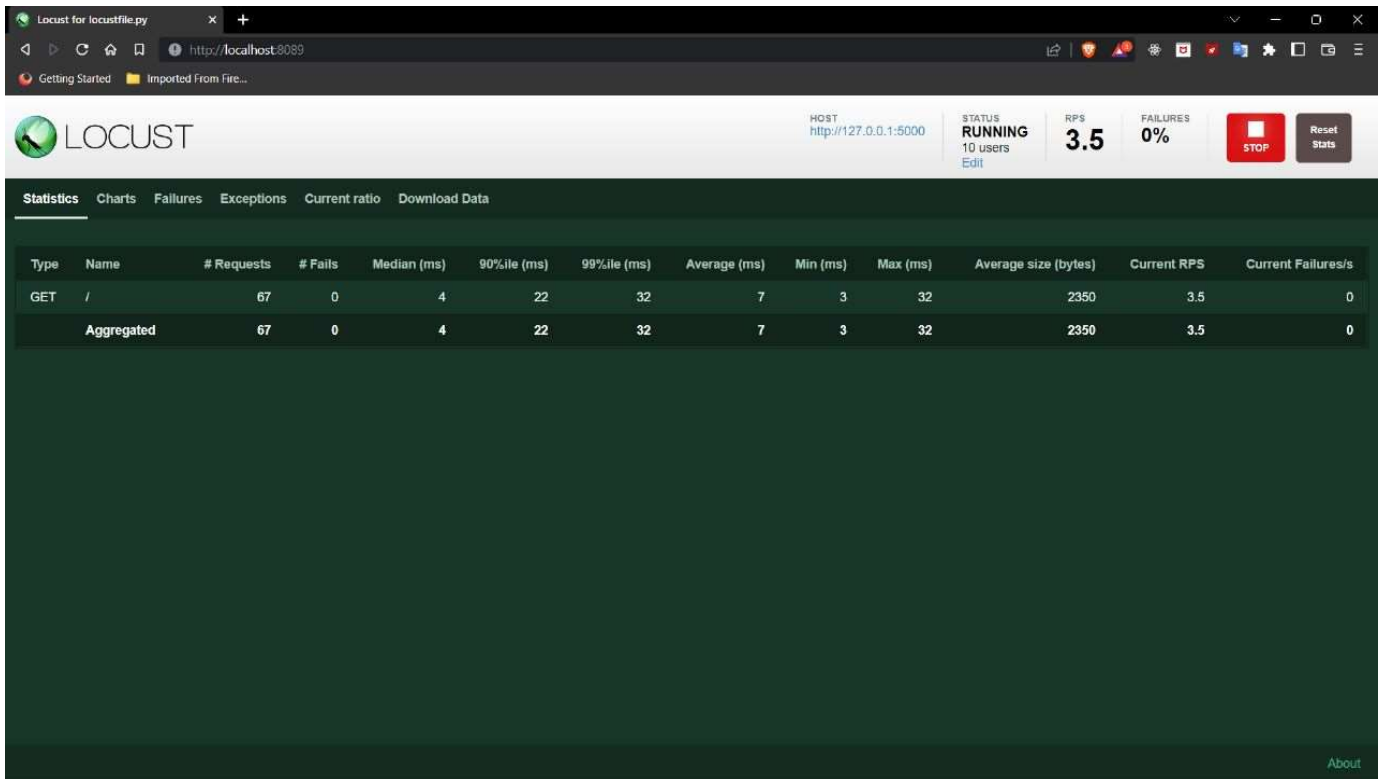 Locust for locustfile.py
http://localhost:8089
Getting Started Imported From Fire...
LOCUST
HOST
http://127.0.0.1:5000
STATUS
RUNNING
10 users
Edit
RPS
3.5
FAILURES
0%
STOP
Reset
Stats
Statistics Charts Failures Exceptions Current ratio Download Data
Type Name # Requests # Fails Median (ms) 90%ile (ms) 99%ile (ms) Average (ms) Min (ms) Max (ms) Average size (bytes) Current RPS Current Failures/s
GET / 67 0 4 22 32 7 3 32 2350 3.5 0
Aggregated 67 0 4 22 32 7 3 32 2350 3.5 0
About